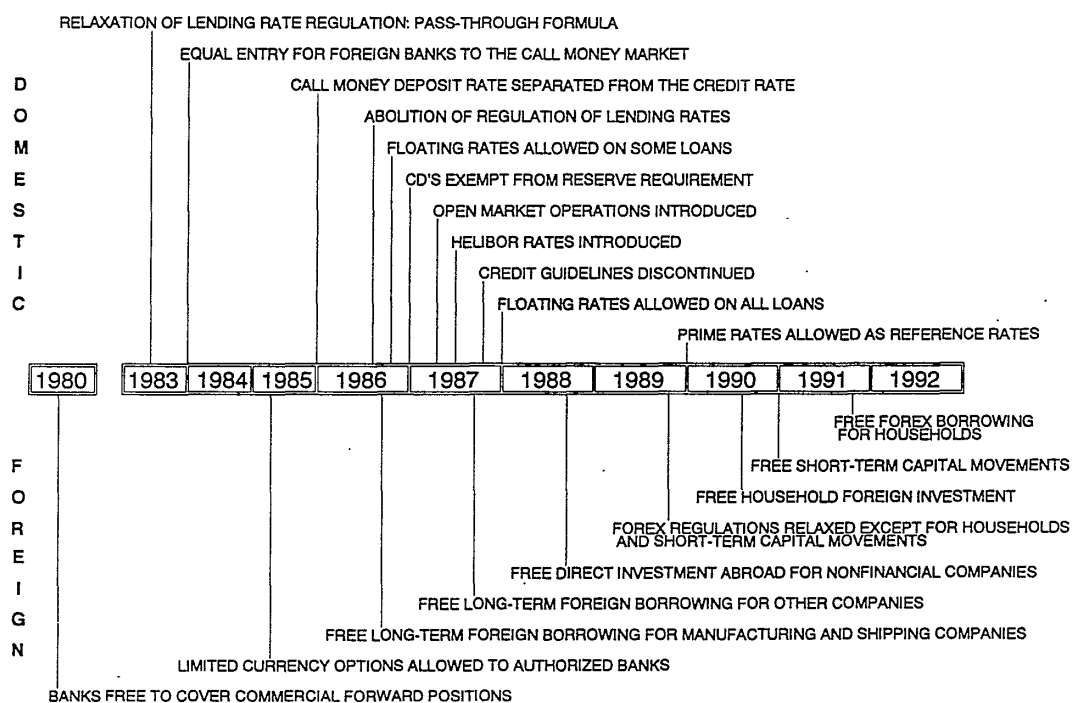 RELAXATION OF LENDING RATE REGULATION: PASS-THROUGH FORMULA
EQUAL ENTRY FOR FOREIGN BANKS TO THE CALL MONEY MARKET
CALL MONEY DEPOSIT RATE SEPARATED FROM THE CREDIT RATE
ABOLITION OF REGULATION OF LENDING RATES
FLOATING RATES ALLOWED ON SOME LOANS
CD'S EXEMPT FROM RESERVE REQUIREMENT
OPEN MARKET OPERATIONS INTRODUCED
HELIBOR RATES INTRODUCED
CREDIT GUIDELINES DISCONTINUED
FLOATING RATES ALLOWED ON ALL LOANS
PRIME RATES ALLOWED AS REFERENCE RATES
DOMESTIC
1980 1983 1984 1985 1986 1987 1988 1989 1990 1991 1992
FOREIGN
FREE FOREX BORROWING
FOR HOUSEHOLDS
FREE SHORT-TERM CAPITAL MOVEMENTS
FREE HOUSEHOLD FOREIGN INVESTMENT
FOREX REGULATIONS RELAXED EXCEPT FOR HOUSEHOLDS
AND SHORT-TERM CAPITAL MOVEMENTS
FREE DIRECT INVESTMENT ABROAD FOR NONFINANCIAL COMPANIES
FREE LONG-TERM FOREIGN BORROWING FOR OTHER COMPANIES
FREE LONG-TERM FOREIGN BORROWING FOR MANUFACTURING AND SHIPPING COMPANIES
LIMITED CURRENCY OPTIONS ALLOWED TO AUTHORIZED BANKS
BANKS FREE TO COVER COMMERCIAL FORWARD POSITIONS